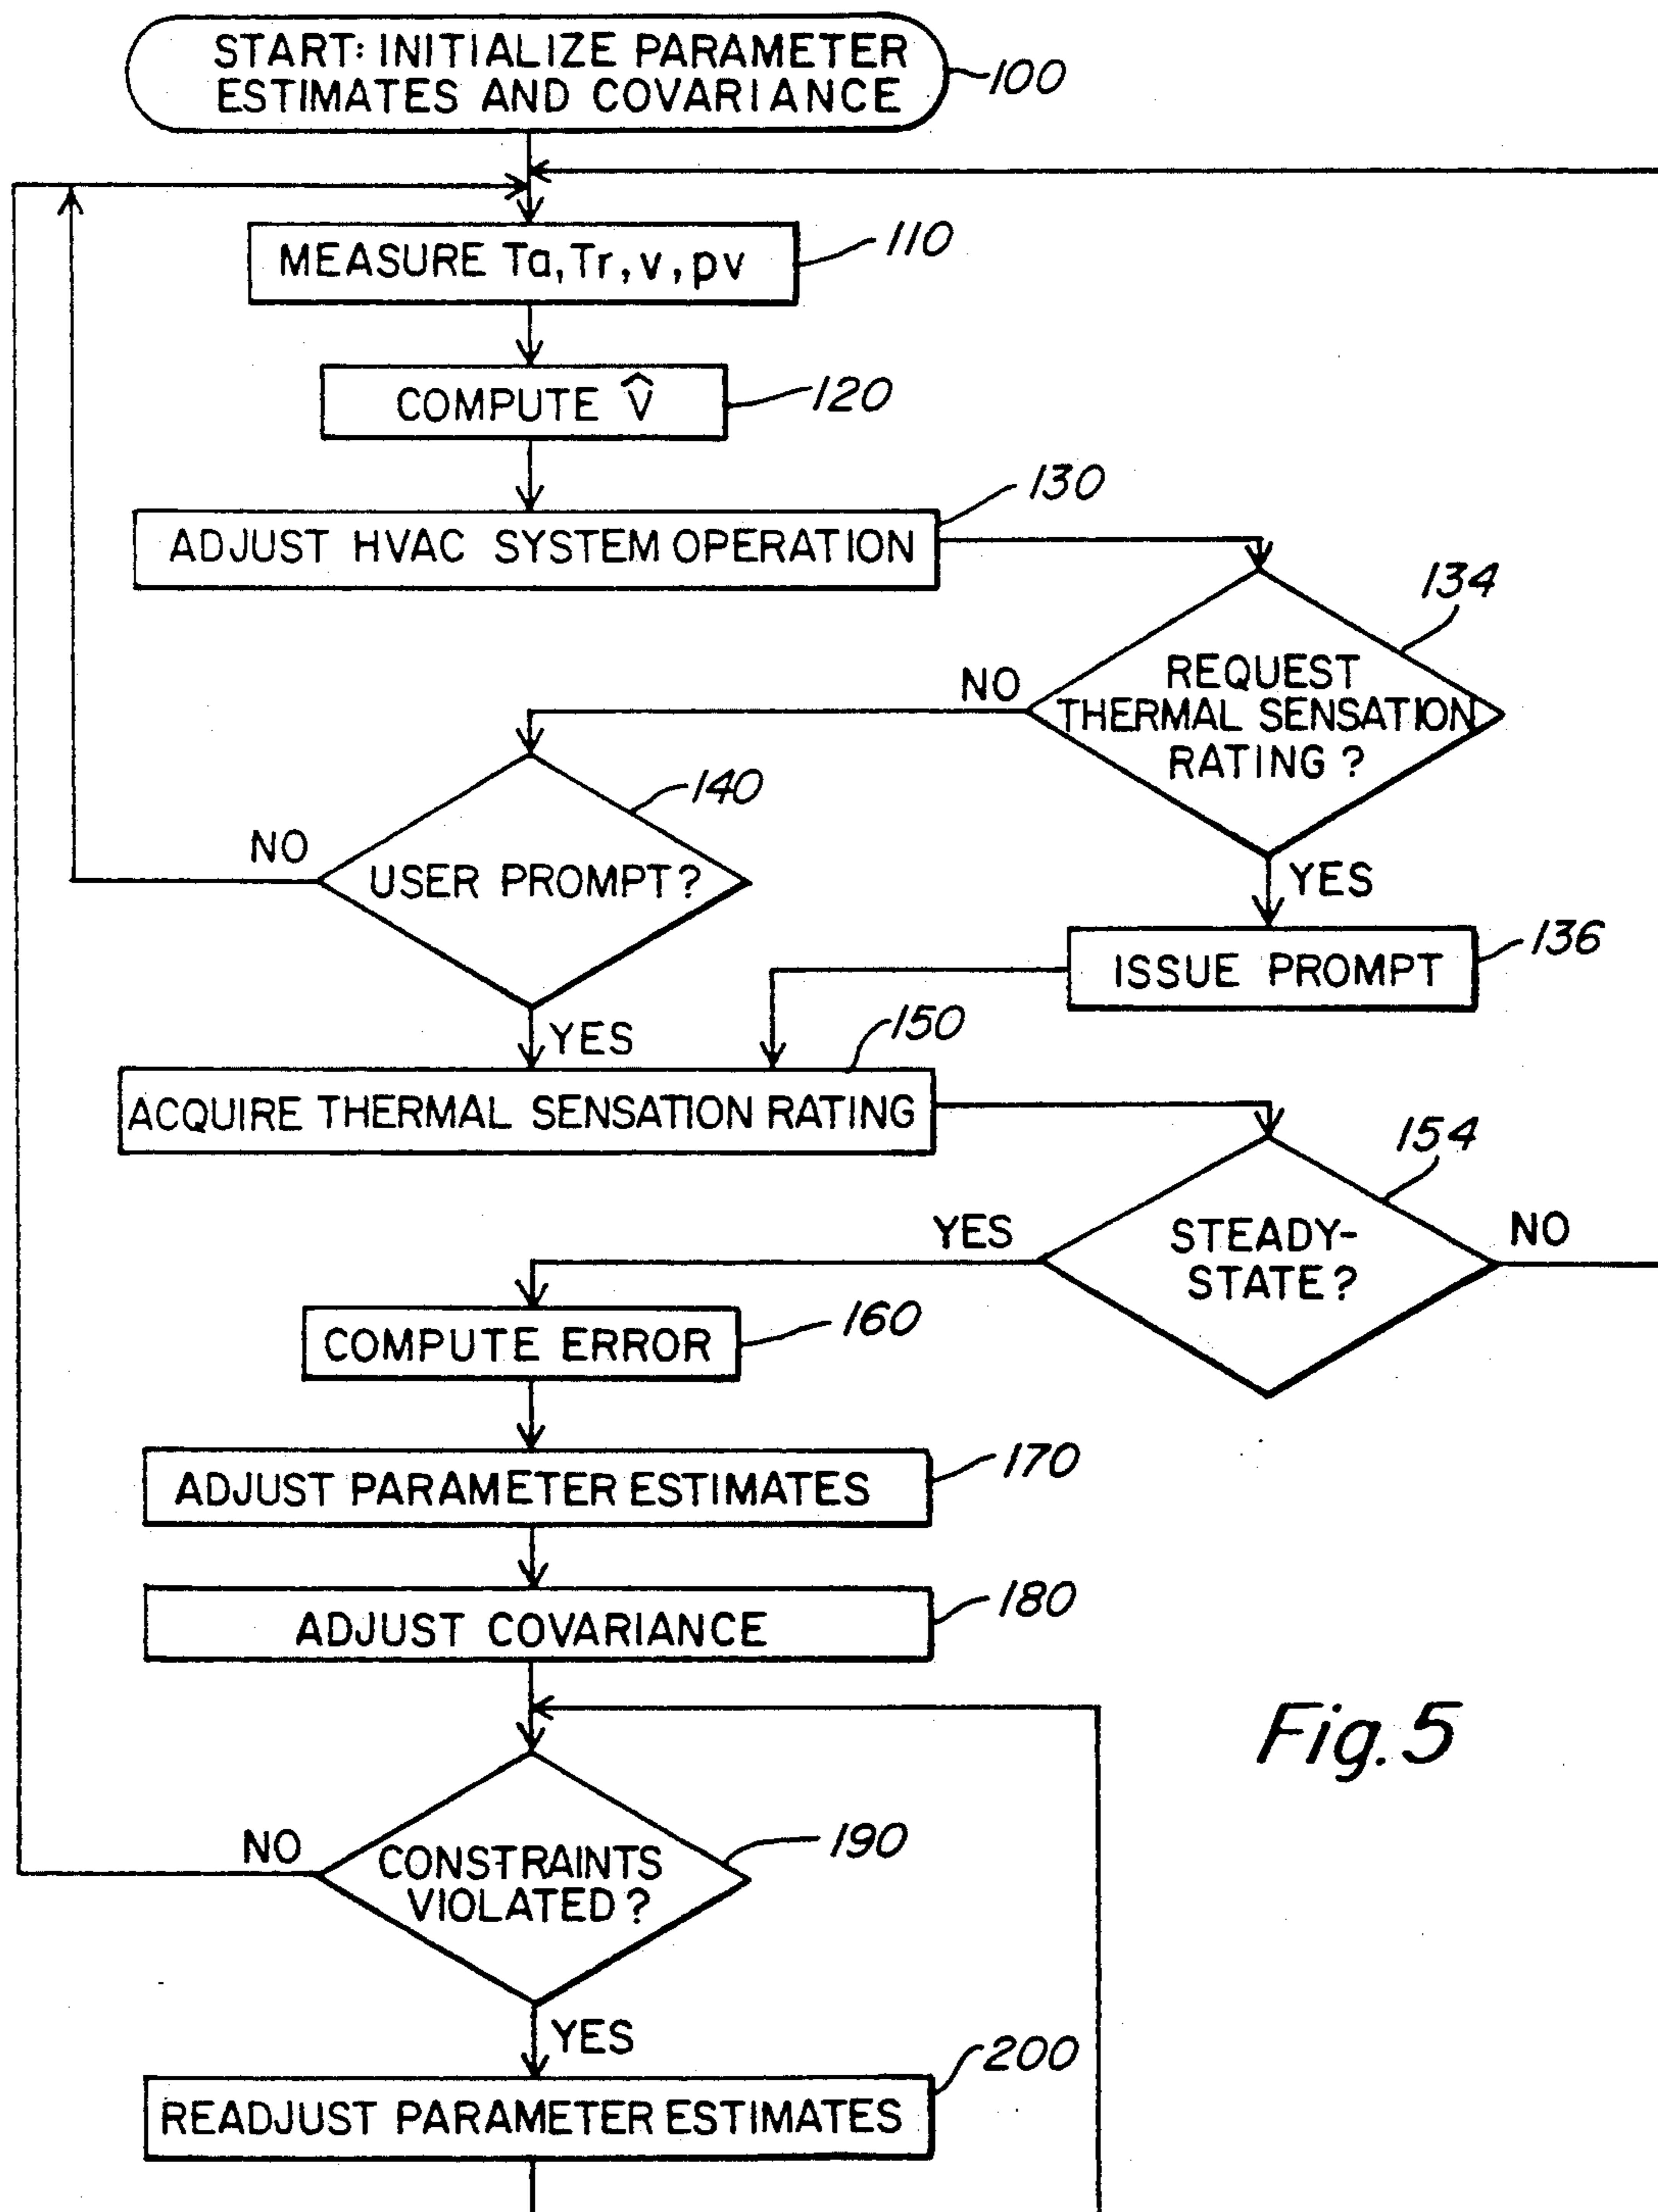 START: INITIALIZE PARAMETER
ESTIMATES AND COVARIANCE
100
MEASURE Ta, Tr, v, pv
110
COMPUTE V̂
120
ADJUST HVAC SYSTEM OPERATION
130
134
REQUEST
THERMAL SENSATION
RATING?
NO
YES
140
USER PROMPT?
NO
YES
ISSUE PROMPT
136
150
ACQUIRE THERMAL SENSATION RATING
154
STEADY-
STATE?
YES
NO
COMPUTE ERROR
160
ADJUST PARAMETER ESTIMATES
170
ADJUST COVARIANCE
180
Fig. 5
190
CONSTRAINTS
VIOLATED?
NO
YES
200
READJUST PARAMETER ESTIMATES